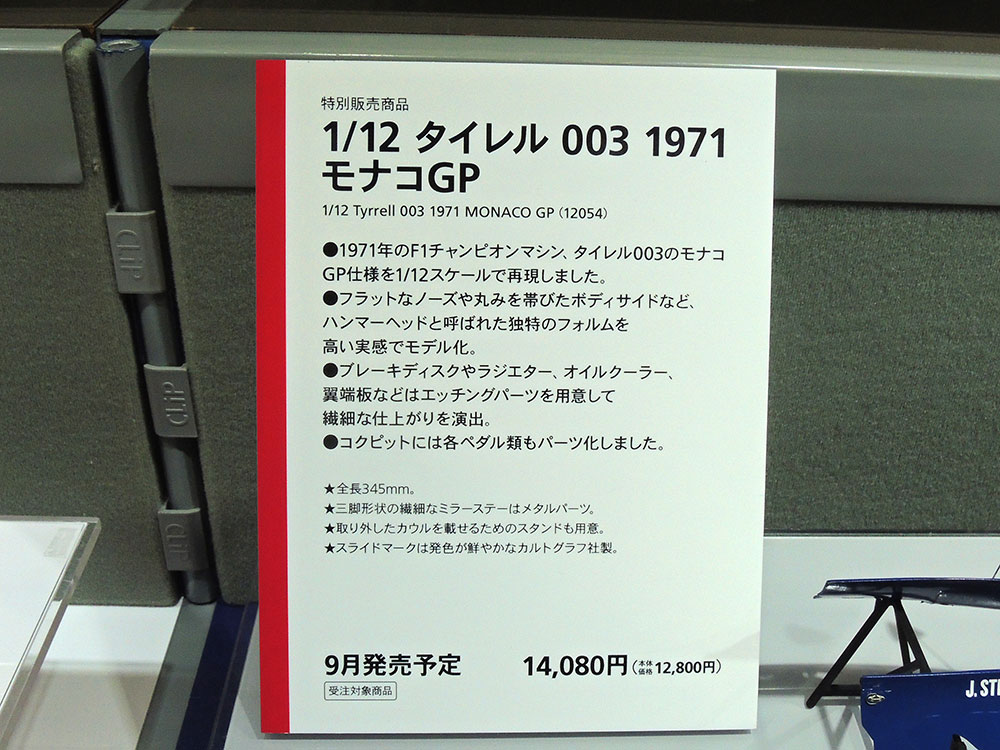 特別販売商品
1/12 タイレル 003 1971
モナコGP
1/12 Tyrrell 003 1971 MONACO GP (12054)
●1971年のF1チャンピオンマシン、タイレル003のモナコ
GP仕様を1/12スケールで再現しました。
●フラットなノーズや丸みを帯びたボディサイドなど、
ハンマーヘッドと呼ばれた独特のフォルムを
高い実感でモデル化。
●ブレーキディスクやラジエター、オイルクーラー、
翼端板などはエッチングパーツを用意して
繊細な仕上がりを演出。
●コクピットには各ペダル類もパーツ化しました。
★全長345mm。
★三脚形状の繊細なミラーステーはメタルパーツ。
★取り外したカウルを載せるためのスタンドも用意。
★スライドマークは発色が鮮やかなカルトグラフ社製。
9月発売予定 14,080円(本体価格12,800円)
受注対象商品
CLiP
CLiP
CLiP
J. STE